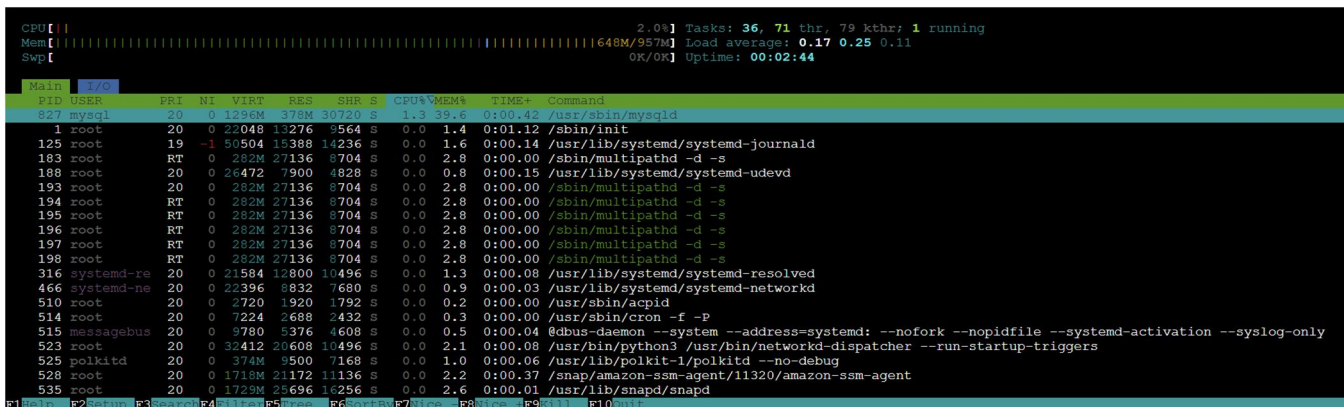 CPU[|| 2.0%] Tasks: 36, 71 thr, 79 kthr; 1 running
Mem[||||||||||||||||||||||||||||||||||||||||||||||||||||||||||||||||||||648M/957M] Load average: 0.17 0.25 0.11
Swp[ 0K/0K] Uptime: 00:02:44
Main I/O
PID USER PRI NI VIRT RES SHR S CPU%▽MEM% TIME+ Command
827 mysql 20 0 1296M 378M 30720 S 1.3 39.6 0:00.42 /usr/sbin/mysqld
1 root 20 0 22048 13276 9564 S 0.0 1.4 0:01.12 /sbin/init
125 root 19 -1 50504 15388 14236 S 0.0 1.6 0:00.14 /usr/lib/systemd/systemd-journald
183 root RT 0 282M 27136 8704 S 0.0 2.8 0:00.00 /sbin/multipathd -d -s
188 root 20 0 26472 7900 4828 S 0.0 0.8 0:00.15 /usr/lib/systemd/systemd-udevd
193 root 20 0 282M 27136 8704 S 0.0 2.8 0:00.00 /sbin/multipathd -d -s
194 root RT 0 282M 27136 8704 S 0.0 2.8 0:00.00 /sbin/multipathd -d -s
195 root RT 0 282M 27136 8704 S 0.0 2.8 0:00.00 /sbin/multipathd -d -s
196 root RT 0 282M 27136 8704 S 0.0 2.8 0:00.00 /sbin/multipathd -d -s
197 root RT 0 282M 27136 8704 S 0.0 2.8 0:00.00 /sbin/multipathd -d -s
198 root RT 0 282M 27136 8704 S 0.0 2.8 0:00.00 /sbin/multipathd -d -s
316 systemd-re 20 0 21584 12800 10496 S 0.0 1.3 0:00.08 /usr/lib/systemd/systemd-resolved
466 systemd-ne 20 0 22396 8832 7680 S 0.0 0.9 0:00.03 /usr/lib/systemd/systemd-networkd
510 root 20 0 2720 1920 1792 S 0.0 0.2 0:00.00 /usr/sbin/acpid
514 root 20 0 7224 2688 2432 S 0.0 0.3 0:00.00 /usr/sbin/cron -f -P
515 messagebus 20 0 9780 5376 4608 S 0.0 0.5 0:00.04 @dbus-daemon --system --address=systemd: --nofork --nopidfile --systemd-activation --syslog-only
523 root 20 0 32412 20608 10496 S 0.0 2.1 0:00.08 /usr/bin/python3 /usr/bin/networkd-dispatcher --run-startup-triggers
525 polkitd 20 0 374M 9500 7168 S 0.0 1.0 0:00.06 /usr/lib/polkit-1/polkitd --no-debug
528 root 20 0 1718M 21172 11136 S 0.0 2.2 0:00.37 /snap/amazon-ssm-agent/11320/amazon-ssm-agent
535 root 20 0 1729M 25696 16256 S 0.0 2.6 0:00.01 /usr/lib/snapd/snapd
F1Help F2Setup F3SearchF4FilterF5Tree F6SortByF7Nice -F8Nice +F9Kill F10Quit